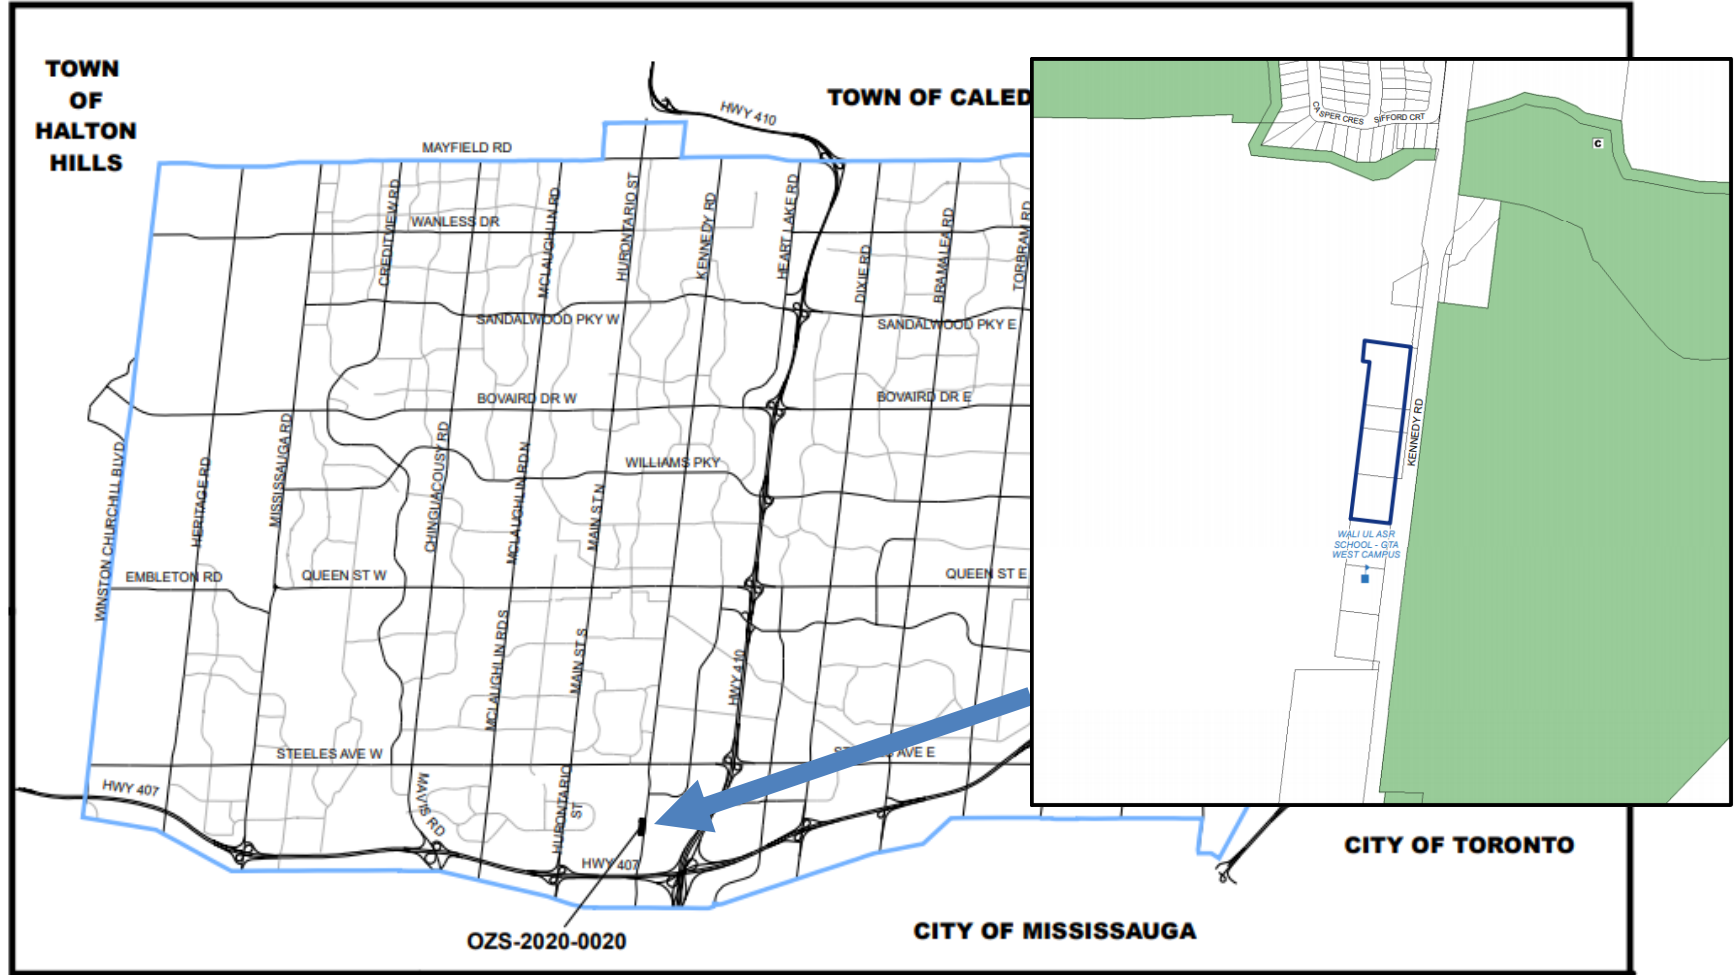 TOWN
OF
HALTON
HILLS
TOWN OF CALED
HWY 410
MAYFIELD RD
CREDITVIEW RD
WANLESS DR
MCLAUGHLIN RD
HURONTARIO ST
KENNEDY RD
HEART LAKE RD
DIXIE RD
BRAMALEA RD
TORBRAM RD
SANDALWOOD PKY W
SANDALWOOD PKY E
BOVAIRD DR W
BOVAIRD DR E
WINSTON CHURCHILL BLVD
HERITAGE RD
MISSISSAUGA RD
CHINGUACOUSY RD
MCLAUGHLIN RD N
WILLIAMS PKY
MAIN ST N
EMBLETON RD
QUEEN ST W
QUEEN ST E
MCLAUGHLIN RD S
MAIN ST S
HWY 410
STEELES AVE W
AVE E
HWY 407
MAVIS RD
HURONTARIO
ST
HWY 407
OZS-2020-0020
CITY OF MISSISSAUGA
CITY OF TORONTO
CASPER CRES
SIFFORD CRT
C
KENNEDY RD
WALI UL ASR
SCHOOL - GTA
WEST CAMPUS